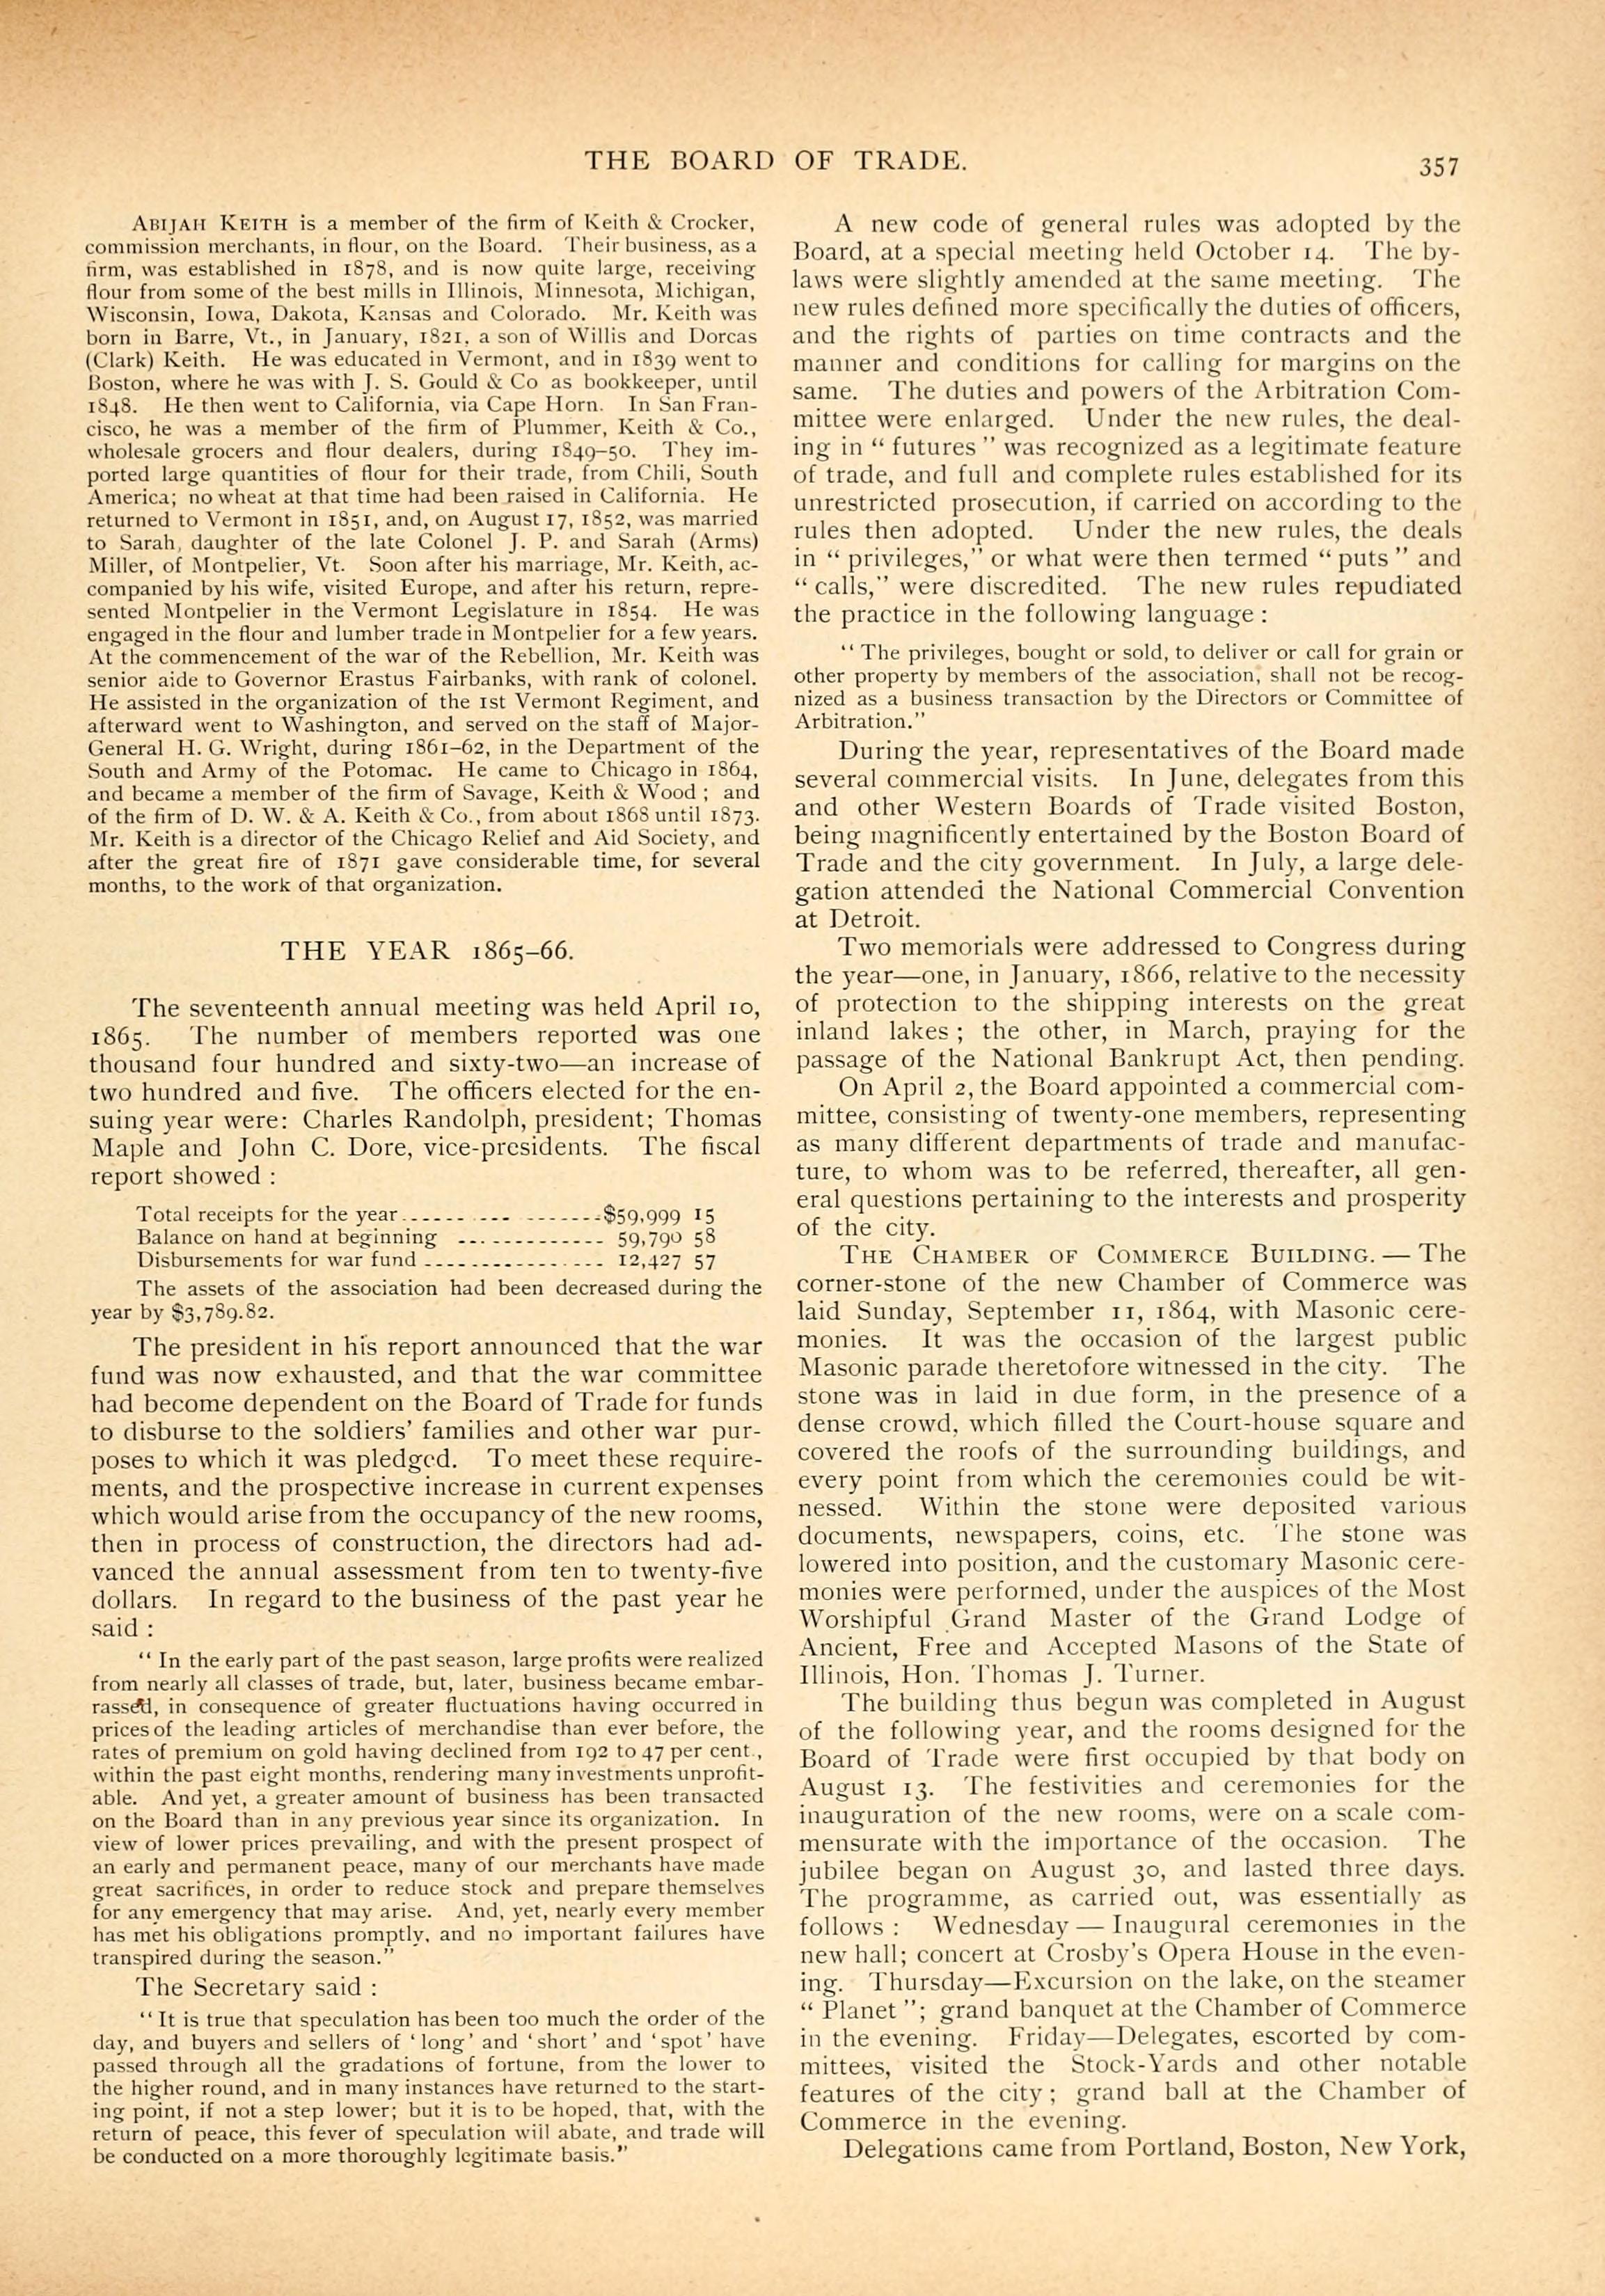 THE BOARD OF TRADE.
357
ABIJAH KEITH is a member of the firm of Keith & Crocker,
commission merchants, in flour, on the Board. Their business, as a
firm, was established in 1878, and is now quite large, receiving
flour from some of the best mills in Illinois, Minnesota, Michigan,
Wisconsin, Iowa, Dakota, Kansas and Colorado. Mr. Keith was
born in Barre, Vt., in January, 1821, a son of Willis and Dorcas
(Clark) Keith. He was educated in Vermont, and in 1839 went to
Boston, where he was with J. S. Gould & Co as bookkeeper, until
1848. He then went to California, via Cape Horn. In San Fran-
cisco, he was a member of the firm of Plummer, Keith & Co.,
wholesale grocers and flour dealers, during 1849–50. They im-
ported large quantities of flour for their trade, from Chili, South
America; no wheat at that time had been raised in California. He
returned to Vermont in 1851, and, on August 17, 1852, was married
to Sarah, daughter of the late Colonel J. P. and Sarah (Arms)
Miller, of Montpelier, Vt. Soon after his marriage, Mr. Keith, ac-
companied by his wife, visited Europe, and after his return, repre-
sented Montpelier in the Vermont Legislature in 1854. He was
engaged in the flour and lumber trade in Montpelier for a few years.
At the commencement of the war of the Rebellion, Mr. Keith was
senior aide to Governor Erastus Fairbanks, with rank of colonel.
He assisted in the organization of the 1st Vermont Regiment, and
afterward went to Washington, and served on the staff of Major-
General H. G. Wright, during 1861–62, in the Department of the
South and Army of the Potomac. He came to Chicago in 1864,
and became a member of the firm of Savage, Keith & Wood ; and
of the firm of D. W. & A. Keith & Co., from about 1868 until 1873.
Mr. Keith is a director of the Chicago Relief and Aid Society, and
after the great fire of 1871 gave considerable time, for several
months, to the work of that organization.
THE YEAR 1865–66.
The seventeenth annual meeting was held April 10,
1865. The number of members reported was one
thousand four hundred and sixty-two—an increase of
two hundred and five. The officers elected for the en-
suing year were: Charles Randolph, president; Thomas
Maple and John C. Dore, vice-presidents. The fiscal
report showed :
Total receipts for the year............$59,999 15
Balance on hand at beginning ............ 59,790 58
Disbursements for war fund ............ 12,427 57
The assets of the association had been decreased during the
year by $3,789.82.
The president in his report announced that the war
fund was now exhausted, and that the war committee
had become dependent on the Board of Trade for funds
to disburse to the soldiers' families and other war pur-
poses to which it was pledged. To meet these require-
ments, and the prospective increase in current expenses
which would arise from the occupancy of the new rooms,
then in process of construction, the directors had ad-
vanced the annual assessment from ten to twenty-five
dollars. In regard to the business of the past year he
said :
" In the early part of the past season, large profits were realized
from nearly all classes of trade, but, later, business became embar-
rassed, in consequence of greater fluctuations having occurred in
prices of the leading articles of merchandise than ever before, the
rates of premium on gold having declined from 192 to 47 per cent.,
within the past eight months, rendering many investments unprofit-
able. And yet, a greater amount of business has been transacted
on the Board than in any previous year since its organization. In
view of lower prices prevailing, and with the present prospect of
an early and permanent peace, many of our merchants have made
great sacrifices, in order to reduce stock and prepare themselves
for any emergency that may arise. And, yet, nearly every member
has met his obligations promptly, and no important failures have
transpired during the season."
The Secretary said :
"It is true that speculation has been too much the order of the
day, and buyers and sellers of 'long' and 'short' and 'spot' have
passed through all the gradations of fortune, from the lower to
the higher round, and in many instances have returned to the start-
ing point, if not a step lower; but it is to be hoped, that, with the
return of peace, this fever of speculation will abate, and trade will
be conducted on a more thoroughly legitimate basis."
A new code of general rules was adopted by the
Board, at a special meeting held October 14. The by-
laws were slightly amended at the same meeting. The
new rules defined more specifically the duties of officers,
and the rights of parties on time contracts and the
manner and conditions for calling for margins on the
same. The duties and powers of the Arbitration Com-
mittee were enlarged. Under the new rules, the deal-
ing in " futures " was recognized as a legitimate feature
of trade, and full and complete rules established for its
unrestricted prosecution, if carried on according to the
rules then adopted. Under the new rules, the deals
in " privileges," or what were then termed " puts " and
" calls," were discredited. The new rules repudiated
the practice in the following language :
" The privileges, bought or sold, to deliver or call for grain or
other property by members of the association, shall not be recog-
nized as a business transaction by the Directors or Committee of
Arbitration."
During the year, representatives of the Board made
several commercial visits. In June, delegates from this
and other Western Boards of Trade visited Boston,
being magnificently entertained by the Boston Board of
Trade and the city government. In July, a large dele-
gation attended the National Commercial Convention
at Detroit.
Two memorials were addressed to Congress during
the year—one, in January, 1866, relative to the necessity
of protection to the shipping interests on the great
inland lakes ; the other, in March, praying for the
passage of the National Bankrupt Act, then pending.
On April 2, the Board appointed a commercial com-
mittee, consisting of twenty-one members, representing
as many different departments of trade and manufac-
ture, to whom was to be referred, thereafter, all gen-
eral questions pertaining to the interests and prosperity
of the city.
THE CHAMBER OF COMMERCE BUILDING. — The
corner-stone of the new Chamber of Commerce was
laid Sunday, September 11, 1864, with Masonic cere-
monies. It was the occasion of the largest public
Masonic parade theretofore witnessed in the city. The
stone was in laid in due form, in the presence of a
dense crowd, which filled the Court-house square and
covered the roofs of the surrounding buildings, and
every point from which the ceremonies could be wit-
nessed. Within the stone were deposited various
documents, newspapers, coins, etc. The stone was
lowered into position, and the customary Masonic cere-
monies were performed, under the auspices of the Most
Worshipful Grand Master of the Grand Lodge of
Ancient, Free and Accepted Masons of the State of
Illinois, Hon. Thomas J. Turner.
The building thus begun was completed in August
of the following year, and the rooms designed for the
Board of Trade were first occupied by that body on
August 13. The festivities and ceremonies for the
inauguration of the new rooms, were on a scale com-
mensurate with the importance of the occasion. The
jubilee began on August 30, and lasted three days.
The programme, as carried out, was essentially as
follows : Wednesday — Inaugural ceremonies in the
new hall; concert at Crosby's Opera House in the even-
ing. Thursday—Excursion on the lake, on the steamer
" Planet "; grand banquet at the Chamber of Commerce
in the evening. Friday—Delegates, escorted by com-
mittees, visited the Stock-Yards and other notable
features of the city ; grand ball at the Chamber of
Commerce in the evening.
Delegations came from Portland, Boston, New York,